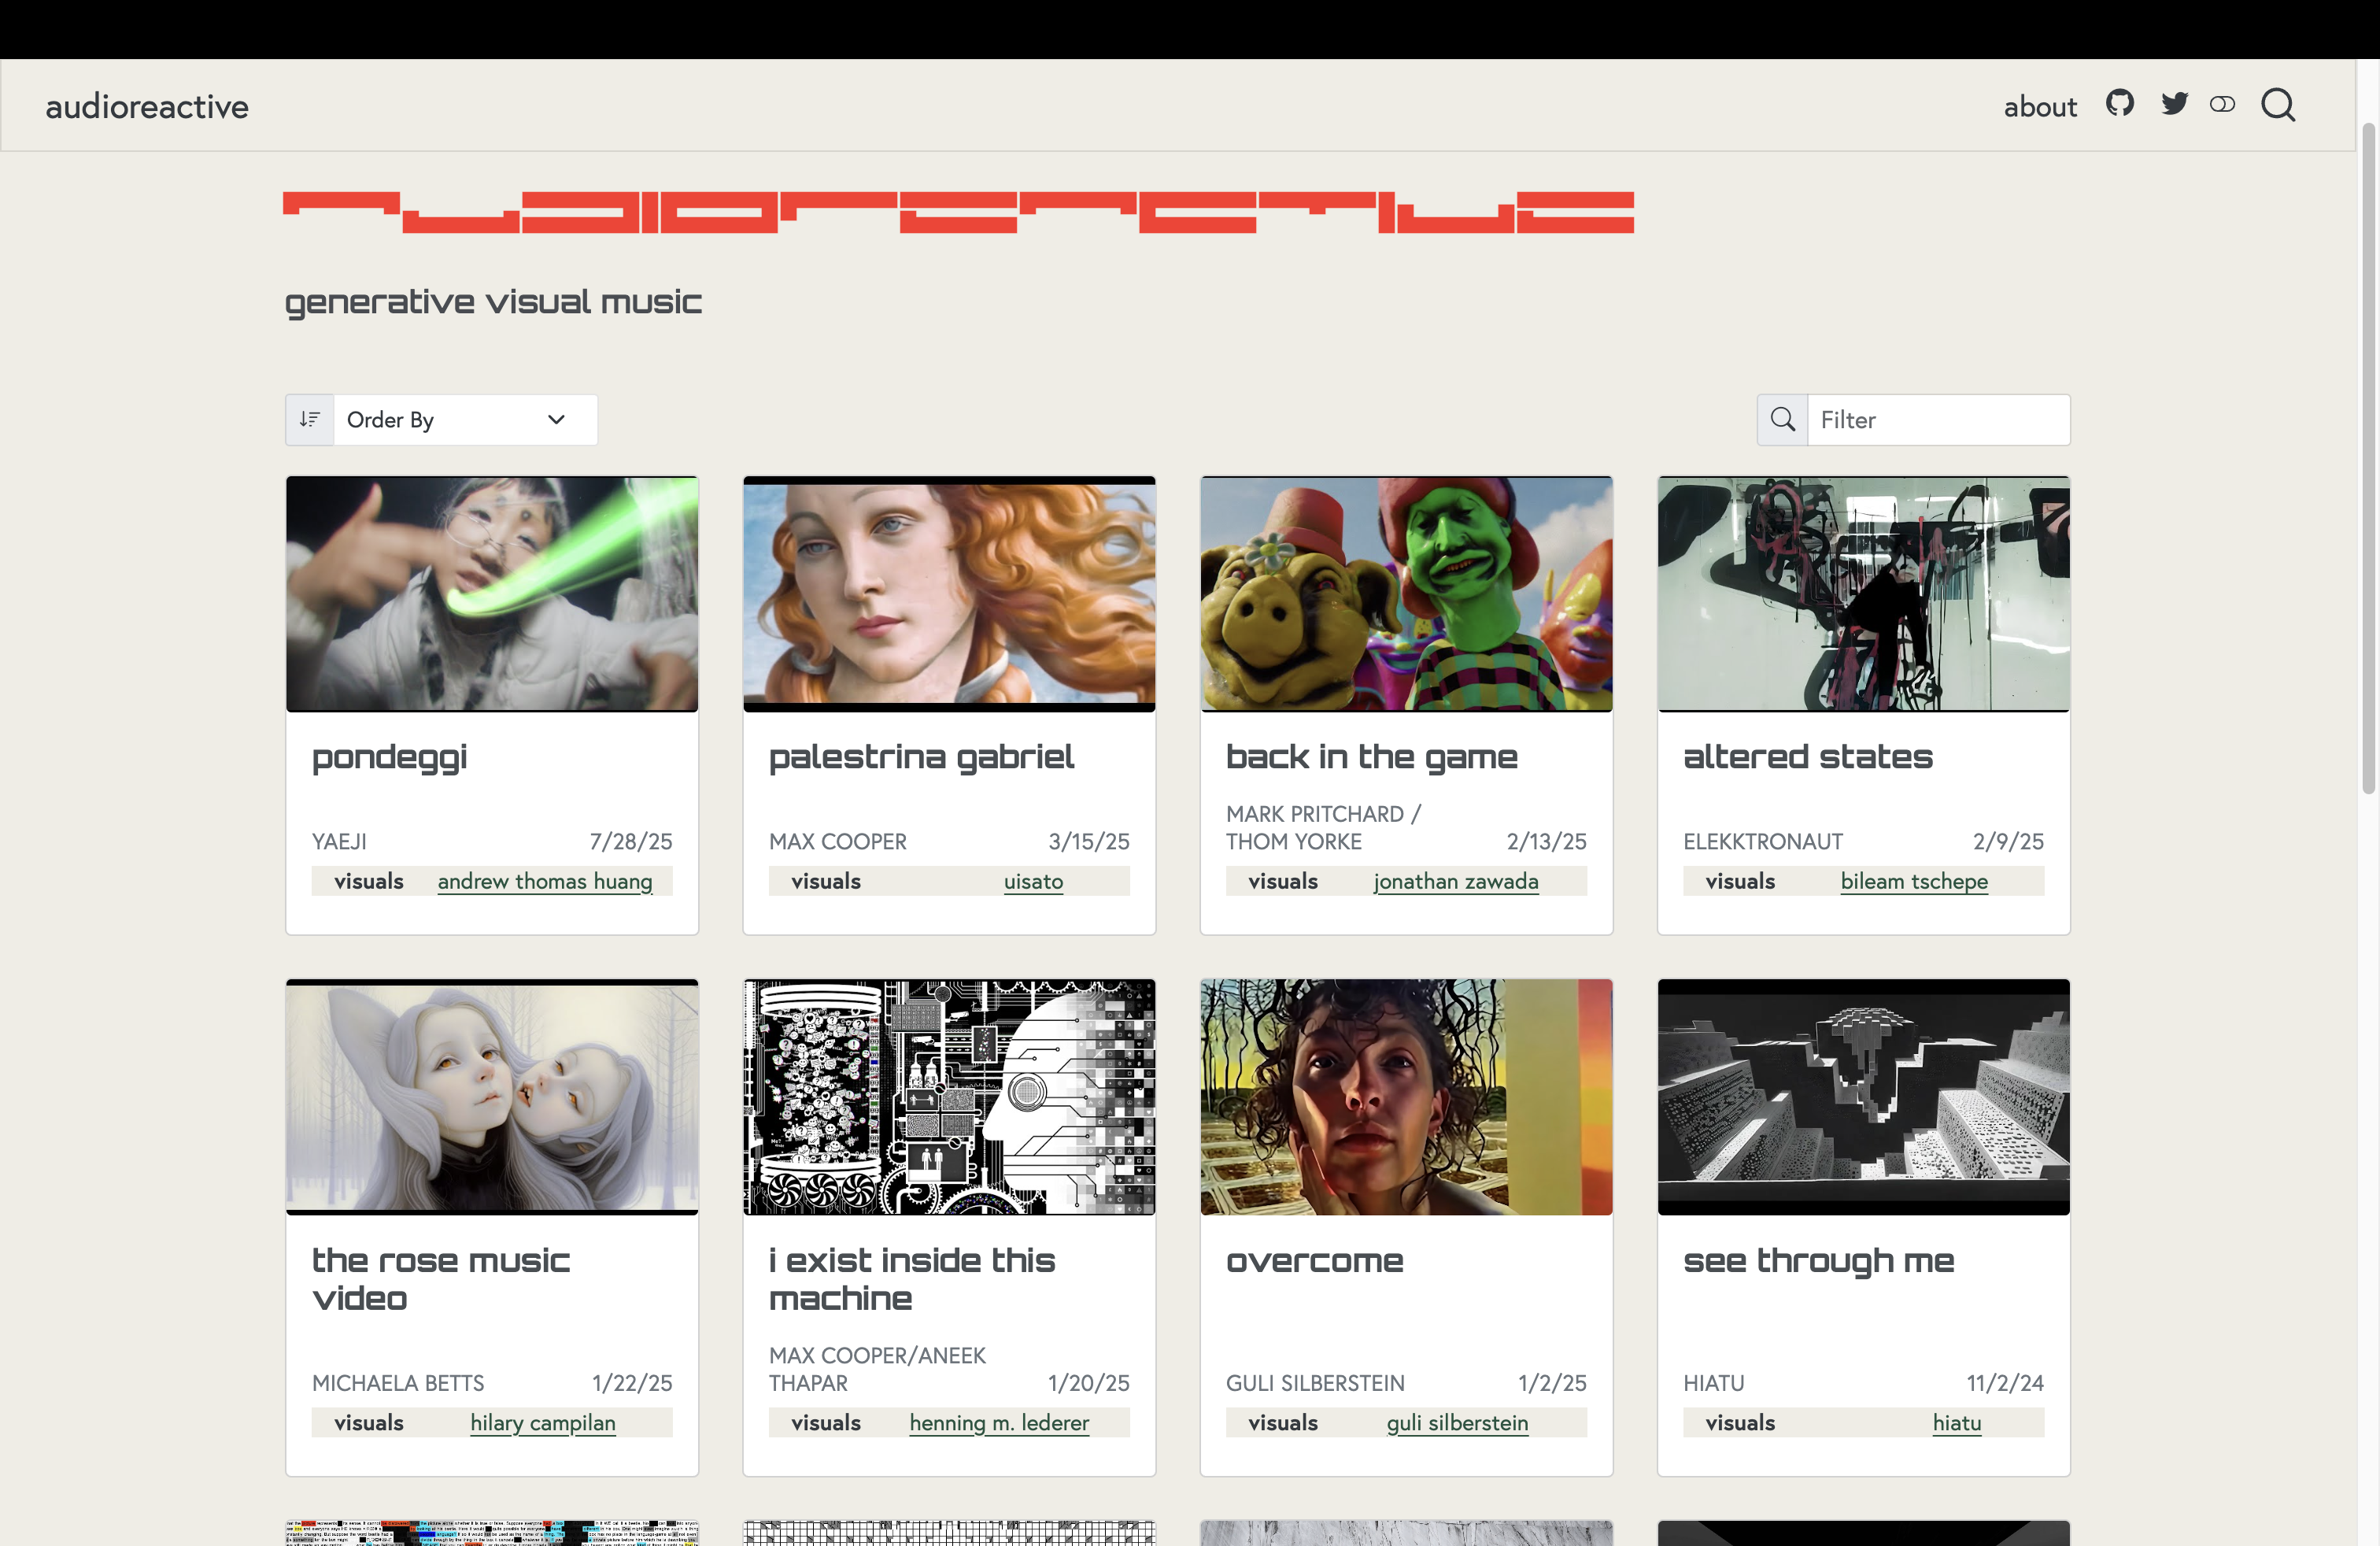 audioreactive
about
AUDIOREACTIVE
generative visual music
Order By
Filter
pondeggi
YAEJI 7/28/25
visuals andrew thomas huang
palestrina gabriel
MAX COOPER 3/15/25
visuals uisato
back in the game
MARK PRITCHARD /
THOM YORKE 2/13/25
visuals jonathan zawada
altered states
ELEKKTRONAUT 2/9/25
visuals bileam tschepe
the rose music
video
MICHAELA BETTS 1/22/25
visuals hilary campilan
i exist inside this
machine
MAX COOPER/ANEEK
THAPAR 1/20/25
visuals henning m. lederer
overcome
GULI SILBERSTEIN 1/2/25
visuals guli silberstein
see through me
HIATU 11/2/24
visuals hiatu